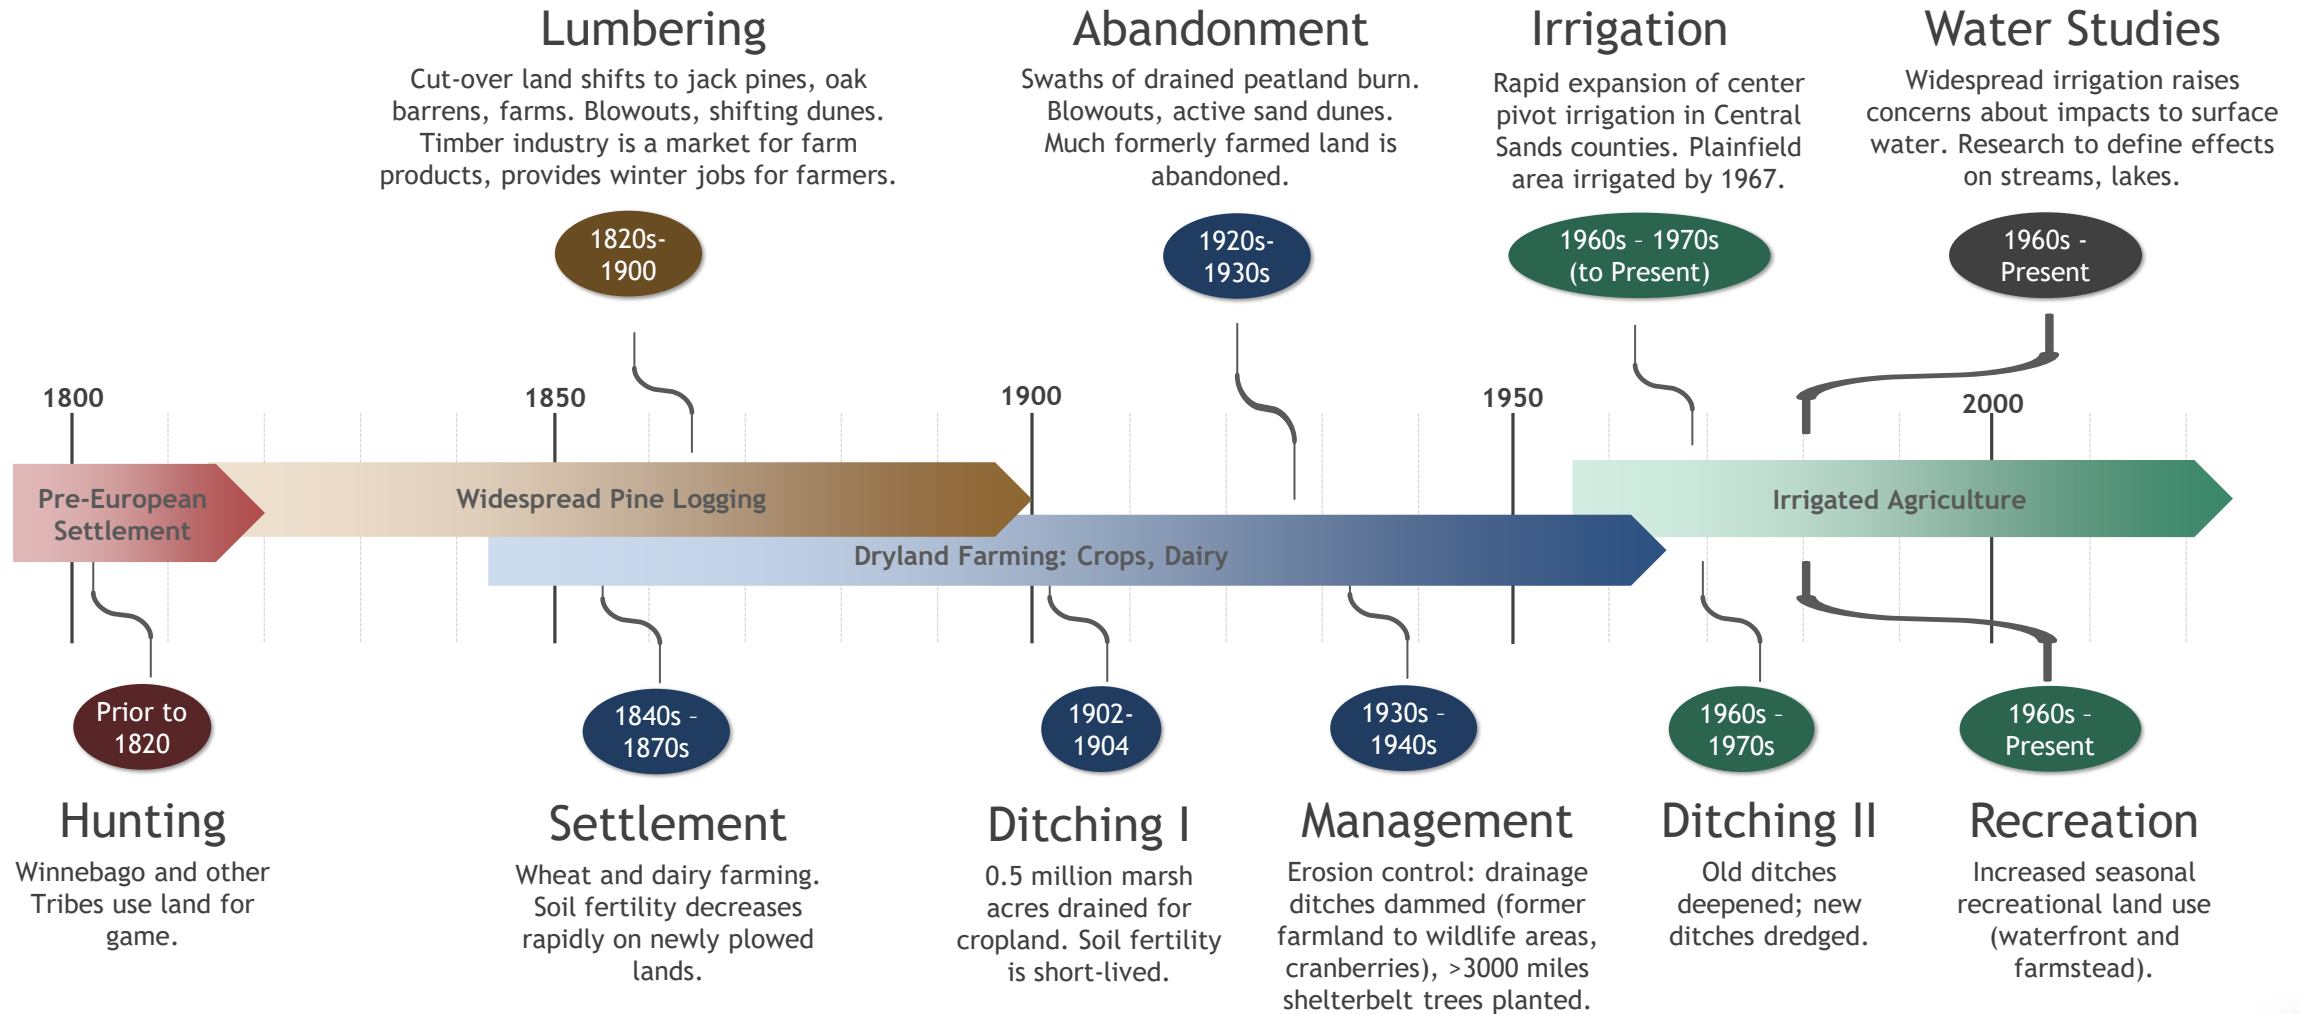 Lumbering
Cut-over land shifts to jack pines, oak
barrens, farms. Blowouts, shifting dunes.
Timber industry is a market for farm
products, provides winter jobs for farmers.
1820s-
1900
Abandonment
Swaths of drained peatland burn.
Blowouts, active sand dunes.
Much formerly farmed land is
abandoned.
1920s-
1930s
Irrigation
Rapid expansion of center
pivot irrigation in Central
Sands counties. Plainfield
area irrigated by 1967.
1960s – 1970s
(to Present)
Water Studies
Widespread irrigation raises
concerns about impacts to surface
water. Research to define effects
on streams, lakes.
1960s -
Present
1800
1850
1900
1950
2000
Pre-European
Settlement
Widespread Pine Logging
Dryland Farming: Crops, Dairy
Irrigated Agriculture
Prior to
1820
Hunting
Winnebago and other
Tribes use land for
game.
1840s –
1870s
Settlement
Wheat and dairy farming.
Soil fertility decreases
rapidly on newly plowed
lands.
1902-
1904
Ditching I
0.5 million marsh
acres drained for
cropland. Soil fertility
is short-lived.
1930s –
1940s
Management
Erosion control: drainage
ditches dammed (former
farmland to wildlife areas,
cranberries), >3000 miles
shelterbelt trees planted.
1960s –
1970s
Ditching II
Old ditches
deepened; new
ditches dredged.
1960s –
Present
Recreation
Increased seasonal
recreational land use
(waterfront and
farmstead).